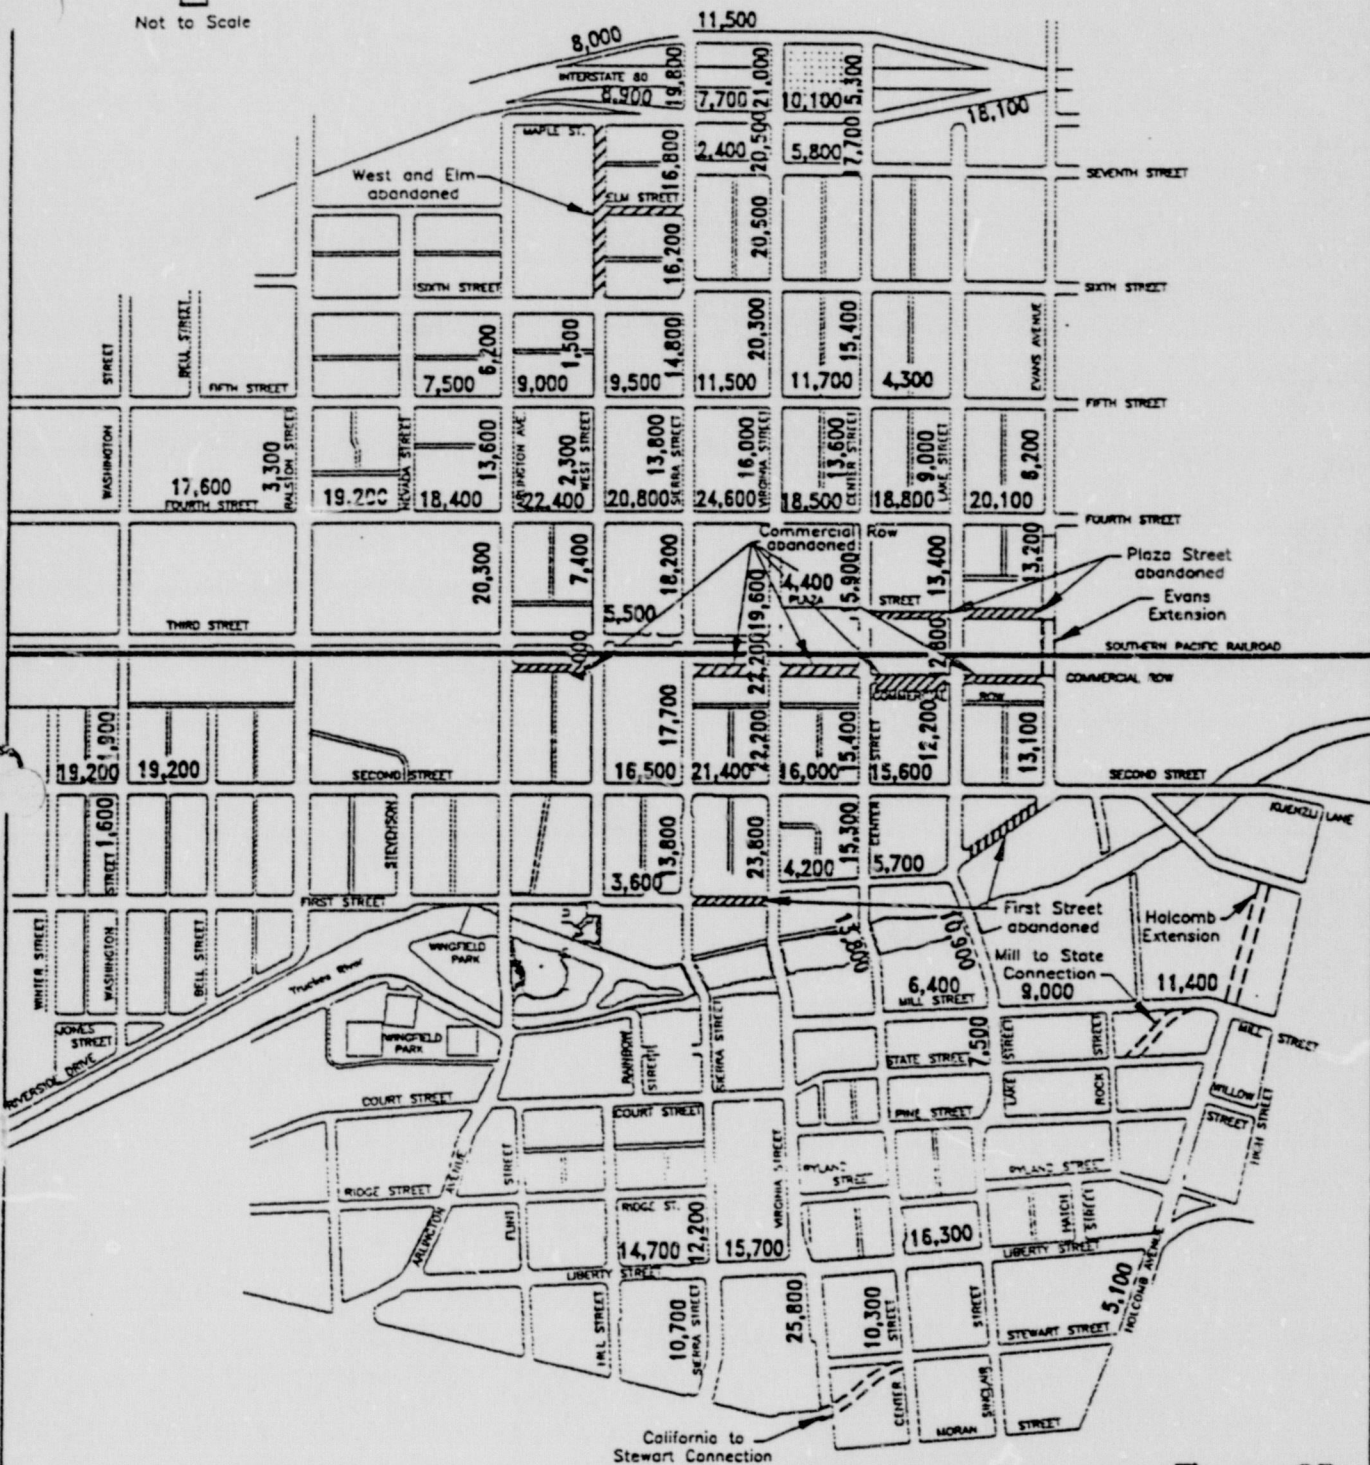 Not to Scale
11,500
8,000
INTERSTATE 80
19,800
21,000
5,300
8,900
7,700
10,100
18,100
MAPLE ST.
16,800
2,400
20,500
5,800
7,700
SEVENTH STREET
West and Elm
abandoned
ELM STREET
16,200
20,500
SIXTH STREET
SIXTH STREET
STREET
BELL STREET
6,200
1,500
14,800
20,300
15,400
EVANS AVENUE
FIFTH STREET
7,500
9,000
9,500
11,500
11,700
4,300
FIFTH STREET
WASHINGTON
3,300
RALSTON STREET
NEVADA STREET
13,600
ARLINGTON AVE.
2,300
WEST STREET
13,800
SIERRA STREET
16,000
VIRGINIA STREET
13,600
CENTER STREET
9,000
LAKE STREET
8,200
17,600
FOURTH STREET
19,200
18,400
22,400
20,800
24,600
18,500
18,800
20,100
FOURTH STREET
Commercial Row
abandoned
20,300
7,400
18,200
19,600
4,400
PLAZA
15,900
STREET
13,400
13,200
Plaza Street
abandoned
Evans
Extension
THIRD STREET
5,500
22,200
SOUTHERN PACIFIC RAILROAD
COMMERCIAL ROW
COMMERCIAL
ROW
1,900
17,700
22,200
15,400
STREET
12,200
13,100
19,200
19,200
SECOND STREET
16,500
21,400
16,000
15,600
SECOND STREET
KUENZLI LANE
STREET
1,600
STEVENSON
13,800
23,800
15,300
CENTER
3,600
4,200
5,700
FIRST STREET
First Street
abandoned
Holcomb
Extension
WINTER STREET
WASHINGTON
BELL STREET
WINGFIELD
PARK
Truckee River
10,900
Mill to State
Connection
9,000
11,400
6,400
MILL STREET
JONES
STREET
WINGFIELD
PARK
RAINBOW
STREET
SIERRA STREET
7,500
STREET
STREET
MILL
STREET
STATE STREET
RIVERSIDE DRIVE
COURT STREET
COURT STREET
PINE STREET
LAKE
ROCK
WILLOW
STREET
HIGH STREET
RIDGE STREET
AVENUE
STREET
VIRGINIA STREET
RYLAND
STREET
RYLAND STREET
RIDGE ST.
12,200
ARLINGTON
FLINT
14,700
15,700
16,300
HATCH
STREET
LIBERTY STREET
LIBERTY STREET
HILL STREET
10,700
SIERRA STREET
25,800
10,300
STREET
STREET
5,100
HOLCOMB AVENUE
STEWART STREET
CENTER
SINCLAIR
MORAN
STREET
California to
Stewart Connection